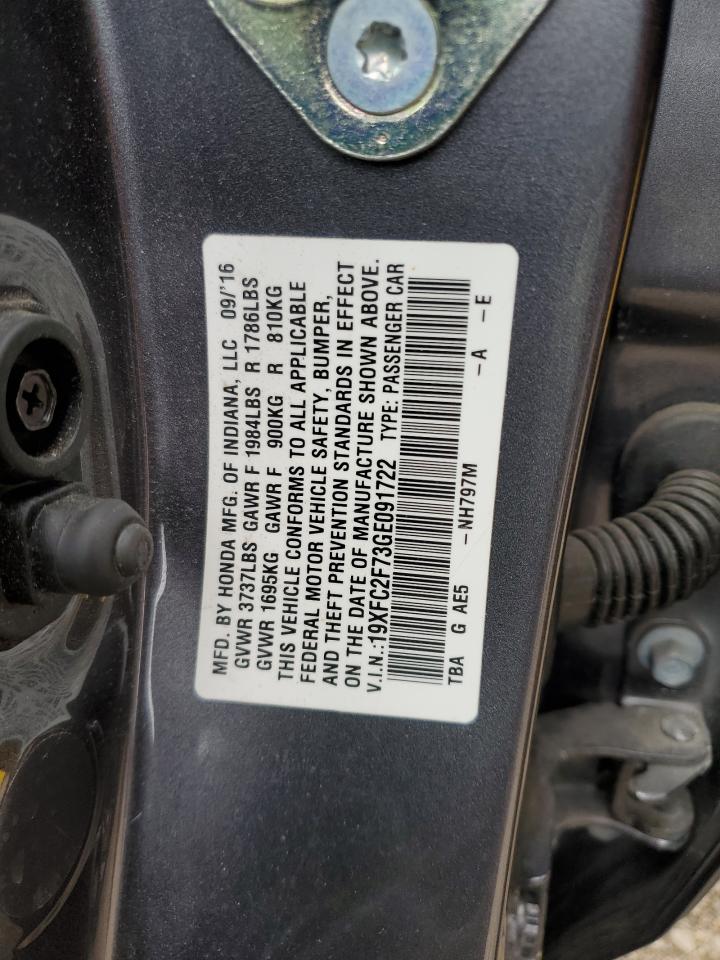 MFD. BY HONDA MFG. OF INDIANA, LLC 09/'16
GVWR 3737LBS GAWR F 1984LBS R 1786LBS
GVWR 1695KG GAWR F 900KG R 810KG
THIS VEHICLE CONFORMS TO ALL APPLICABLE
FEDERAL MOTOR VEHICLE SAFETY, BUMPER,
AND THEFT PREVENTION STANDARDS IN EFFECT
ON THE DATE OF MANUFACTURE SHOWN ABOVE.
V.I.N.:19XFC2F73GE091722 TYPE: PASSENGER CAR
TBA G AE5 -NH797M -A -E